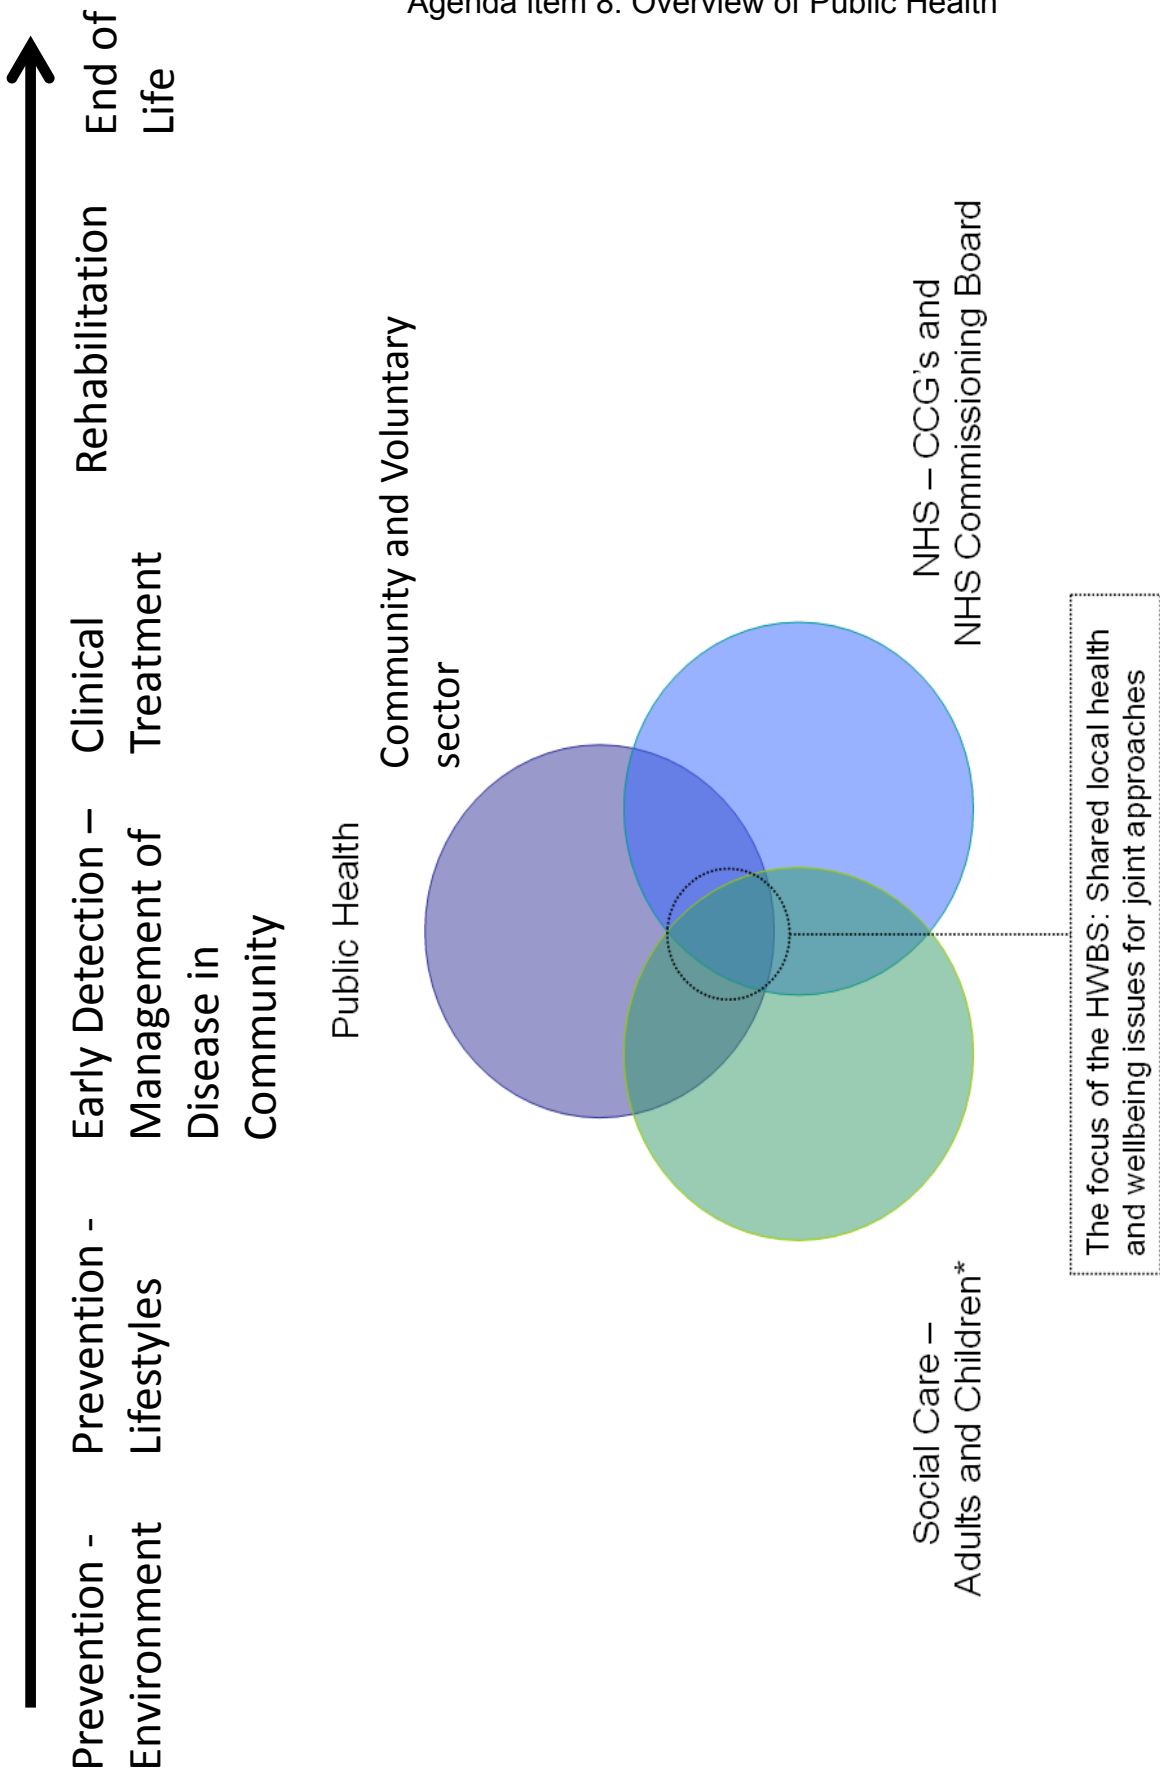 Agenda Item 8: Overview of Public Health
Prevention -
Environment
Prevention -
Lifestyles
Early Detection –
Management of
Disease in
Community
Clinical
Treatment
Rehabilitation
End of
Life
Public Health
Community and Voluntary
sector
Social Care –
Adults and Children*
NHS – CCG's and
NHS Commissioning Board
The focus of the HWBS: Shared local health
and wellbeing issues for joint approaches